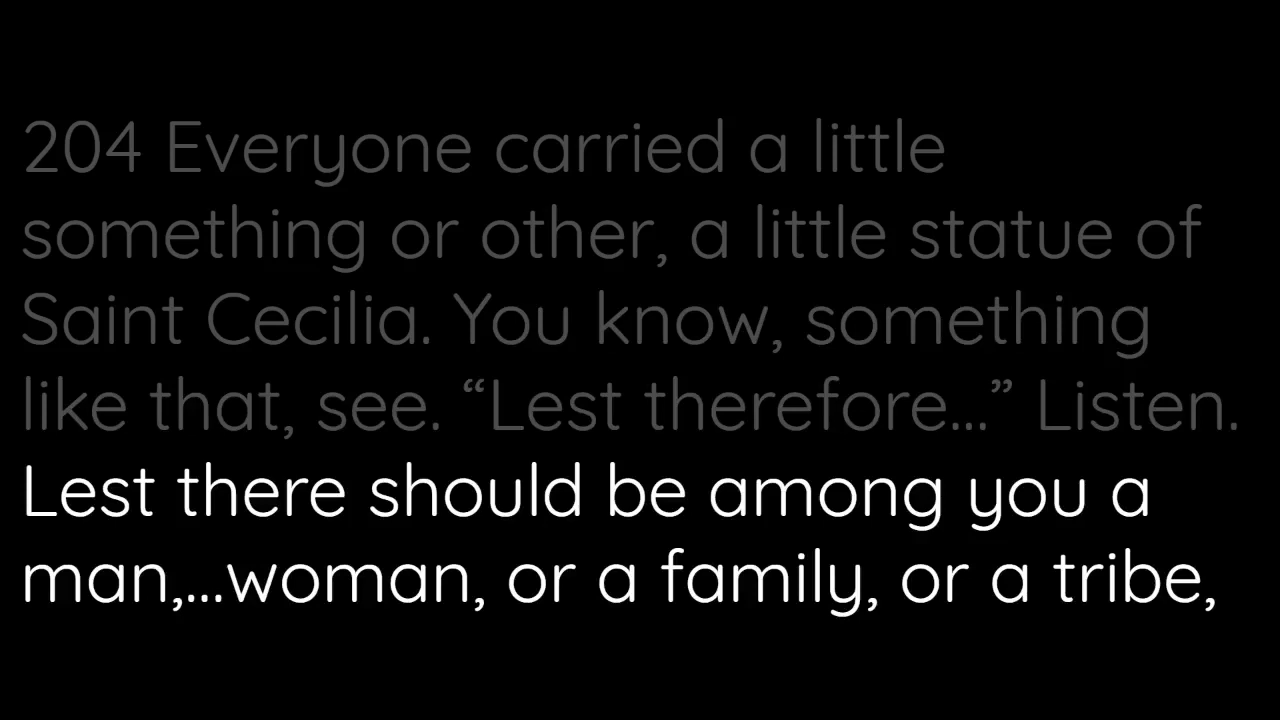 204 Everyone carried a little
something or other, a little statue of
Saint Cecilia. You know, something
like that, see. “Lest therefore...” Listen.
Lest there should be among you a
man,...woman, or a family, or a tribe,